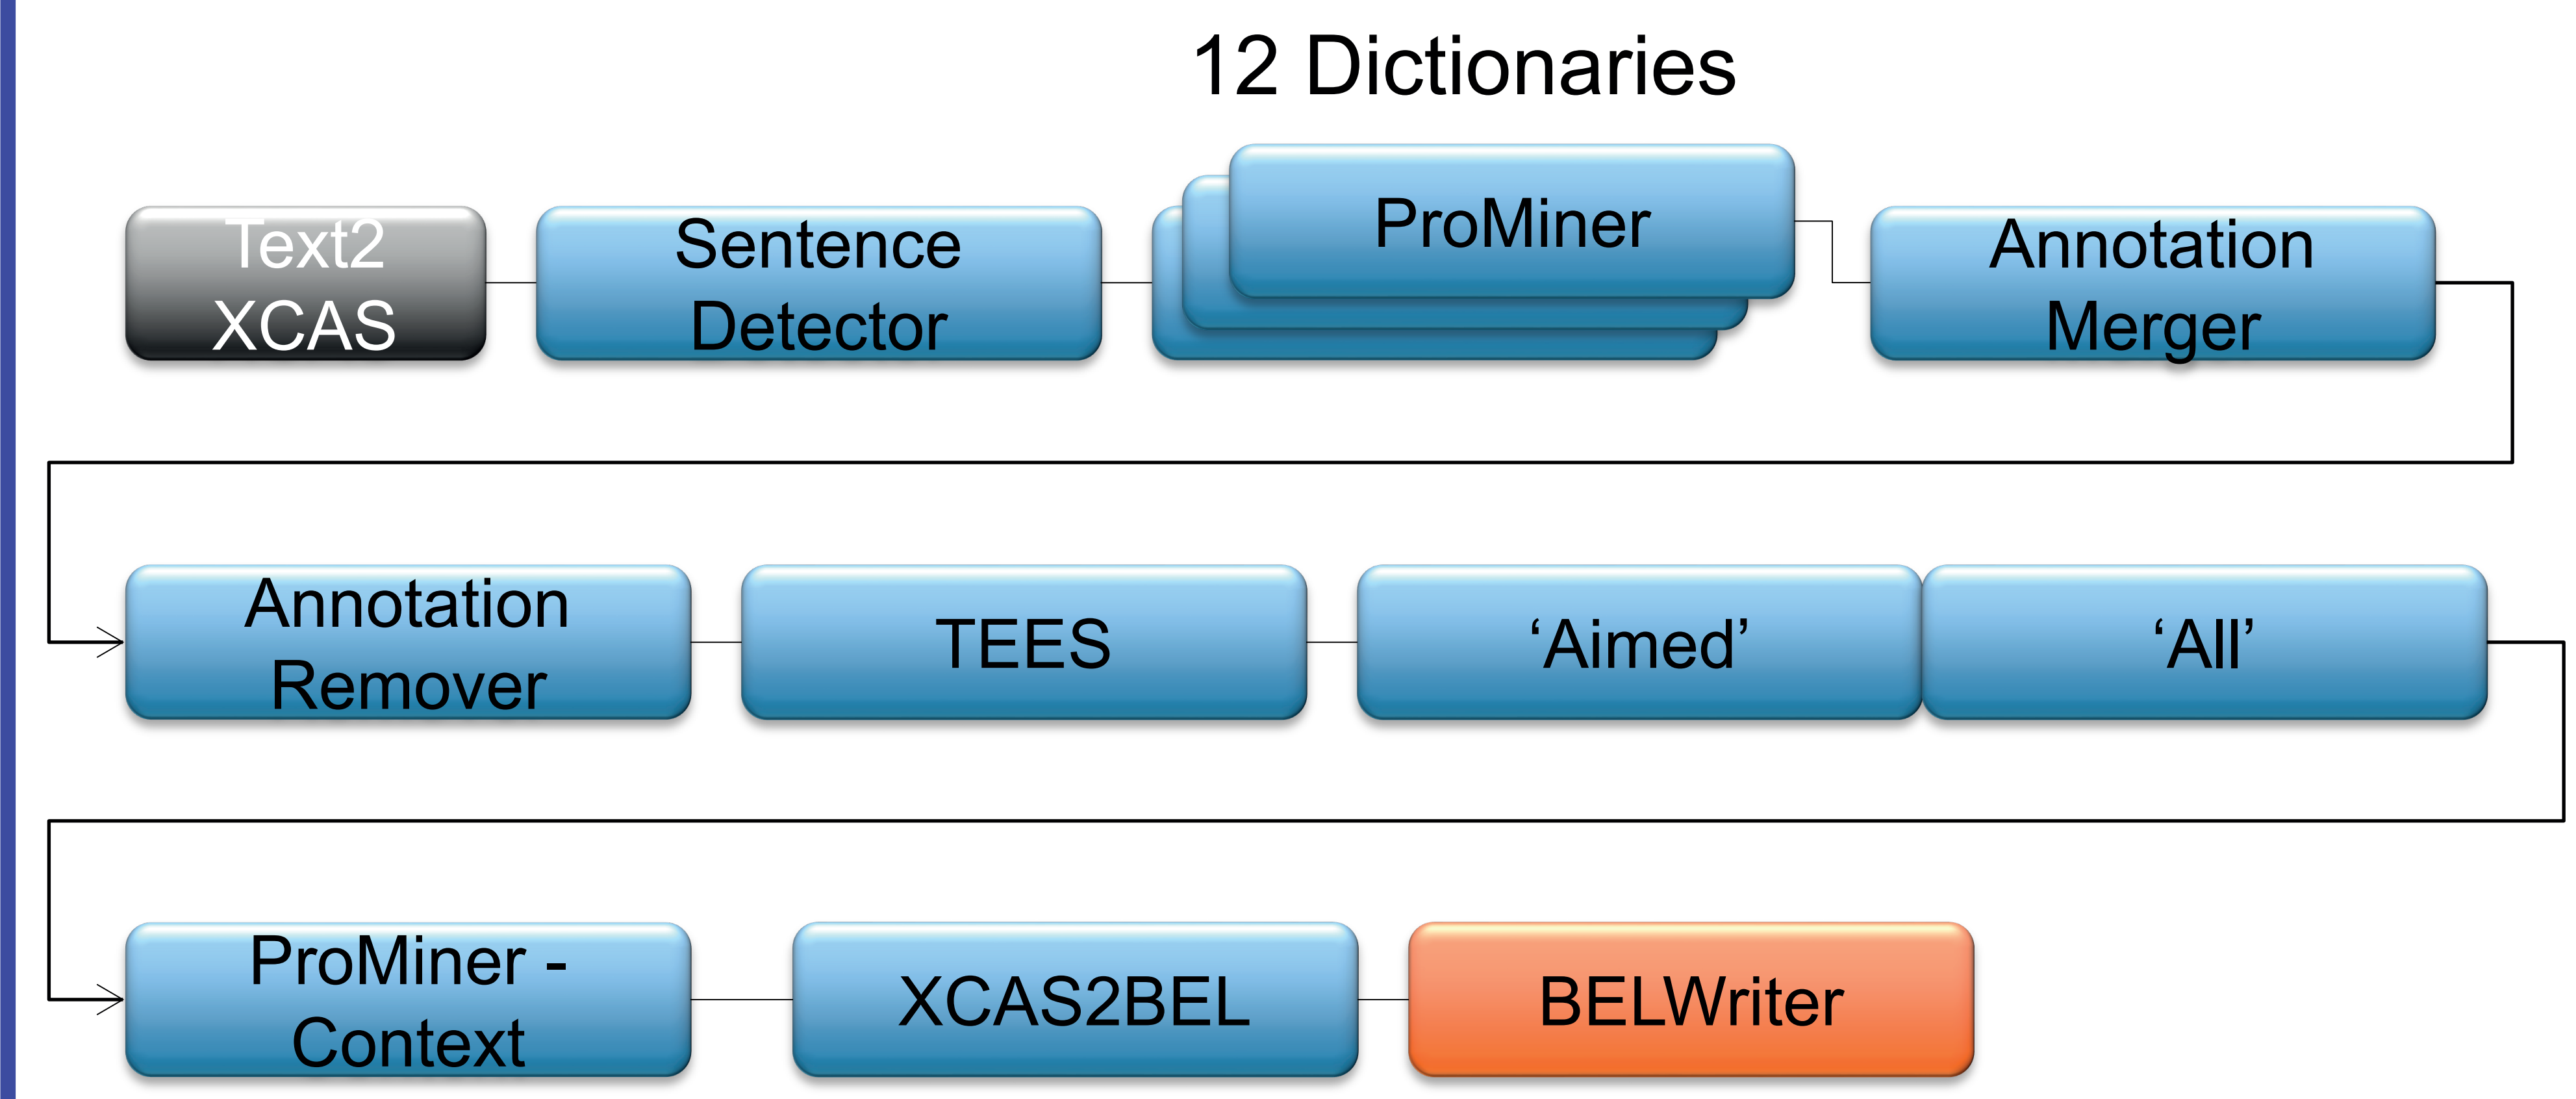 12 Dictionaries
Text2
XCAS
Sentence
Detector
ProMiner
Annotation
Merger
Annotation
Remover
TEES
‘Aimed’
‘All’
ProMiner -
Context
XCAS2BEL
BELWriter